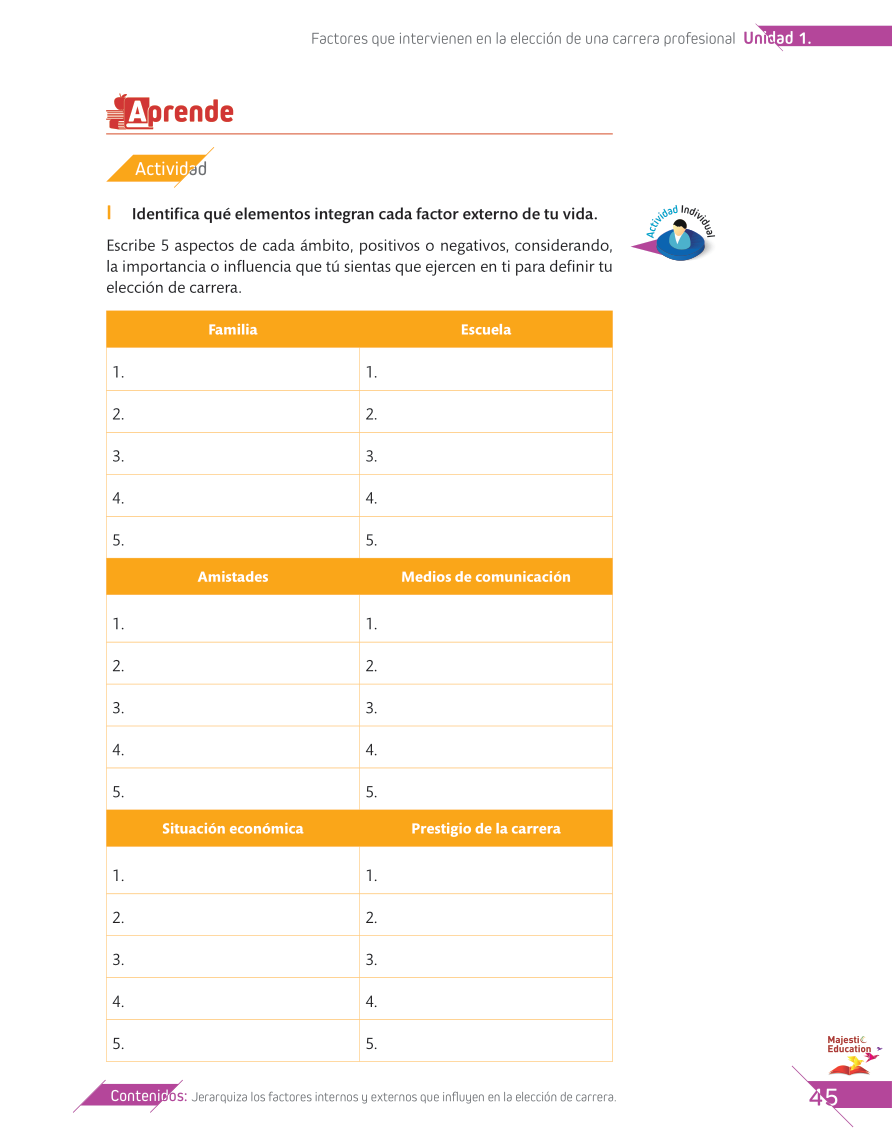 Factores que intervienen en la elección de una carrera profesional Unidad 1.
Aprende
Actividad
I Identifica qué elementos integran cada factor externo de tu vida.
Actividad Individual
Escribe 5 aspectos de cada ámbito, positivos o negativos, considerando,
la importancia o influencia que tú sientas que ejercen en ti para definir tu
elección de carrera.
Familia Escuela
1. 1.
2. 2.
3. 3.
4. 4.
5. 5.
Amistades Medios de comunicación
1. 1.
2. 2.
3. 3.
4. 4.
5. 5.
Situación económica Prestigio de la carrera
1. 1.
2. 2.
3. 3.
4. 4.
5. 5.
Majestic
Education
Contenidos: Jerarquiza los factores internos y externos que influyen en la elección de carrera.
45